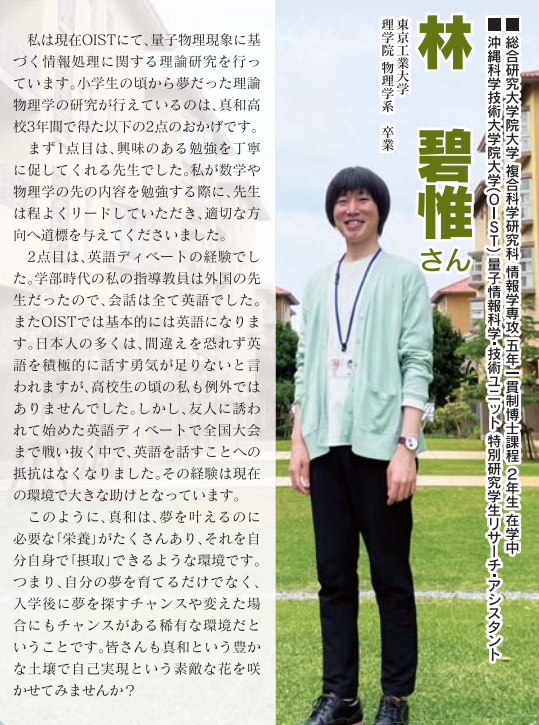 ■総合研究大学院大学 複合科学研究科 情報学専攻 五年一貫制博士課程 2年生 在学中
■沖縄科学技術大学院大学(OIST) 量子情報科学・技術ユニット 特別研究学生リサーチ・アシスタント
林 碧惟さん
東京工業大学
理学院 物理学系 卒業
私は現在OISTにて、量子物理現象に基
づく情報処理に関する理論研究を行っ
ています。小学生の頃から夢だった理論
物理学の研究が行えているのは、真和高
校3年間で得た以下の2点のおかげです。
まず1点目は、興味のある勉強を丁寧
に促してくれる先生でした。私が数学や
物理学の先の内容を勉強する際に、先生
は程よくリードしていただき、適切な方
向へ道標を与えてくださいました。
2点目は、英語ディベートの経験でし
た。学部時代の私の指導教員は外国の先
生だったので、会話は全て英語でした。
またOISTでは基本的には英語になりま
す。日本人の多くは、間違えを恐れず英
語を積極的に話す勇気が足りないと言
われますが、高校生の頃の私も例外では
ありませんでした。しかし、友人に誘わ
れて始めた英語ディベートで全国大会
まで戦い抜く中で、英語を話すことへの
抵抗はなくなりました。その経験は現在
の環境で大きな助けとなっています。
このように、真和は、夢を叶えるのに
必要な「栄養」がたくさんあり、それを自
分自身で「摂取」できるような環境です。
つまり、自分の夢を育てるだけでなく、
入学後に夢を探すチャンスや変えた場
合にもチャンスがある稀有な環境だと
いうことです。皆さんも真和という豊か
な土壌で自己実現という素敵な花を咲
かせてみませんか?